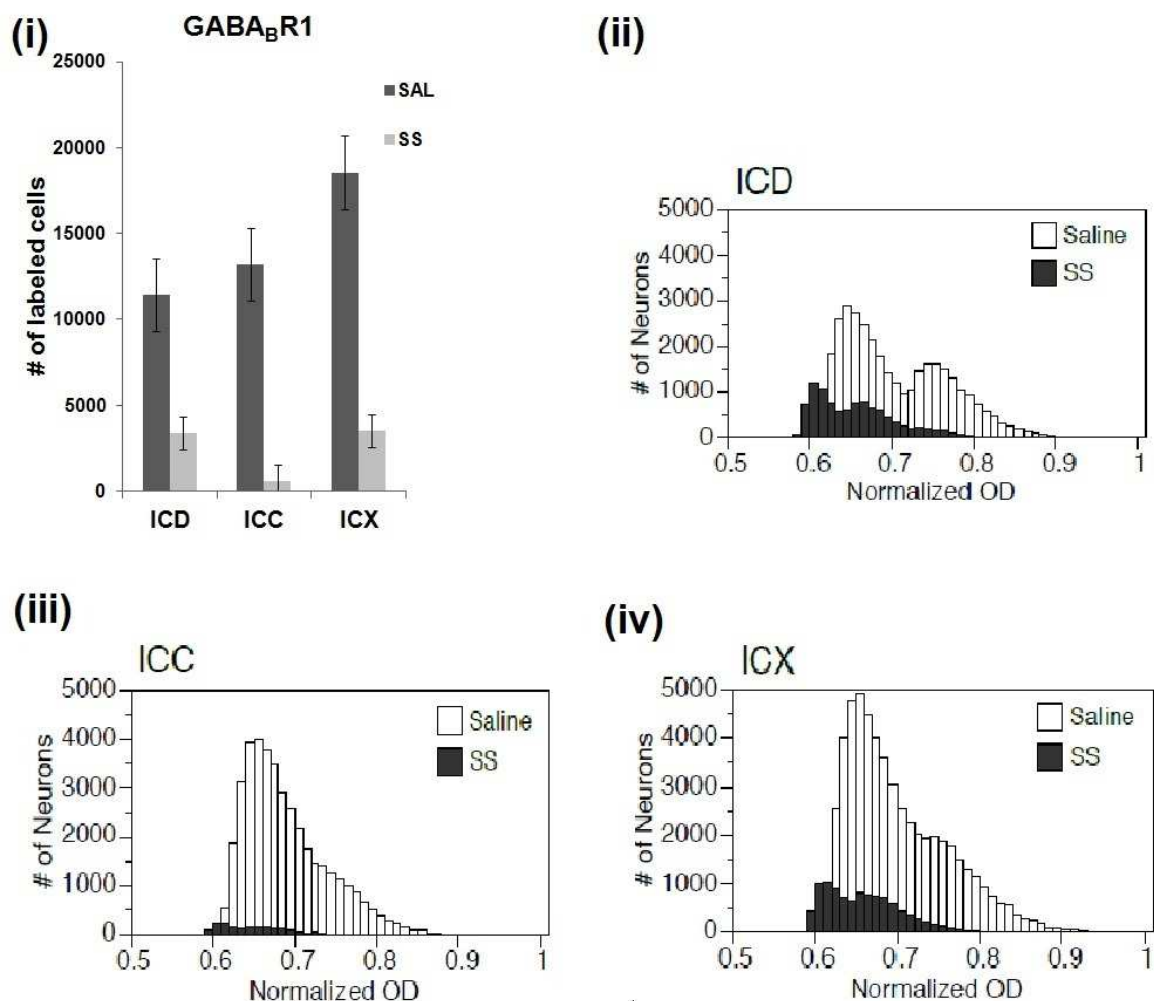 (i)
GABA_BR1
25000
20000
15000
10000
5000
0
# of labeled cells
SAL
SS
ICD ICC ICX
(ii)
ICD
5000
4000
3000
2000
1000
0
# of Neurons
Saline
SS
0.5 0.6 0.7 0.8 0.9 1
Normalized OD
(iii)
ICC
5000
4000
3000
2000
1000
0
# of Neurons
Saline
SS
0.5 0.6 0.7 0.8 0.9 1
Normalized OD
(iv)
ICX
5000
4000
3000
2000
1000
0
# of Neurons
Saline
SS
0.5 0.6 0.7 0.8 0.9 1
Normalized OD